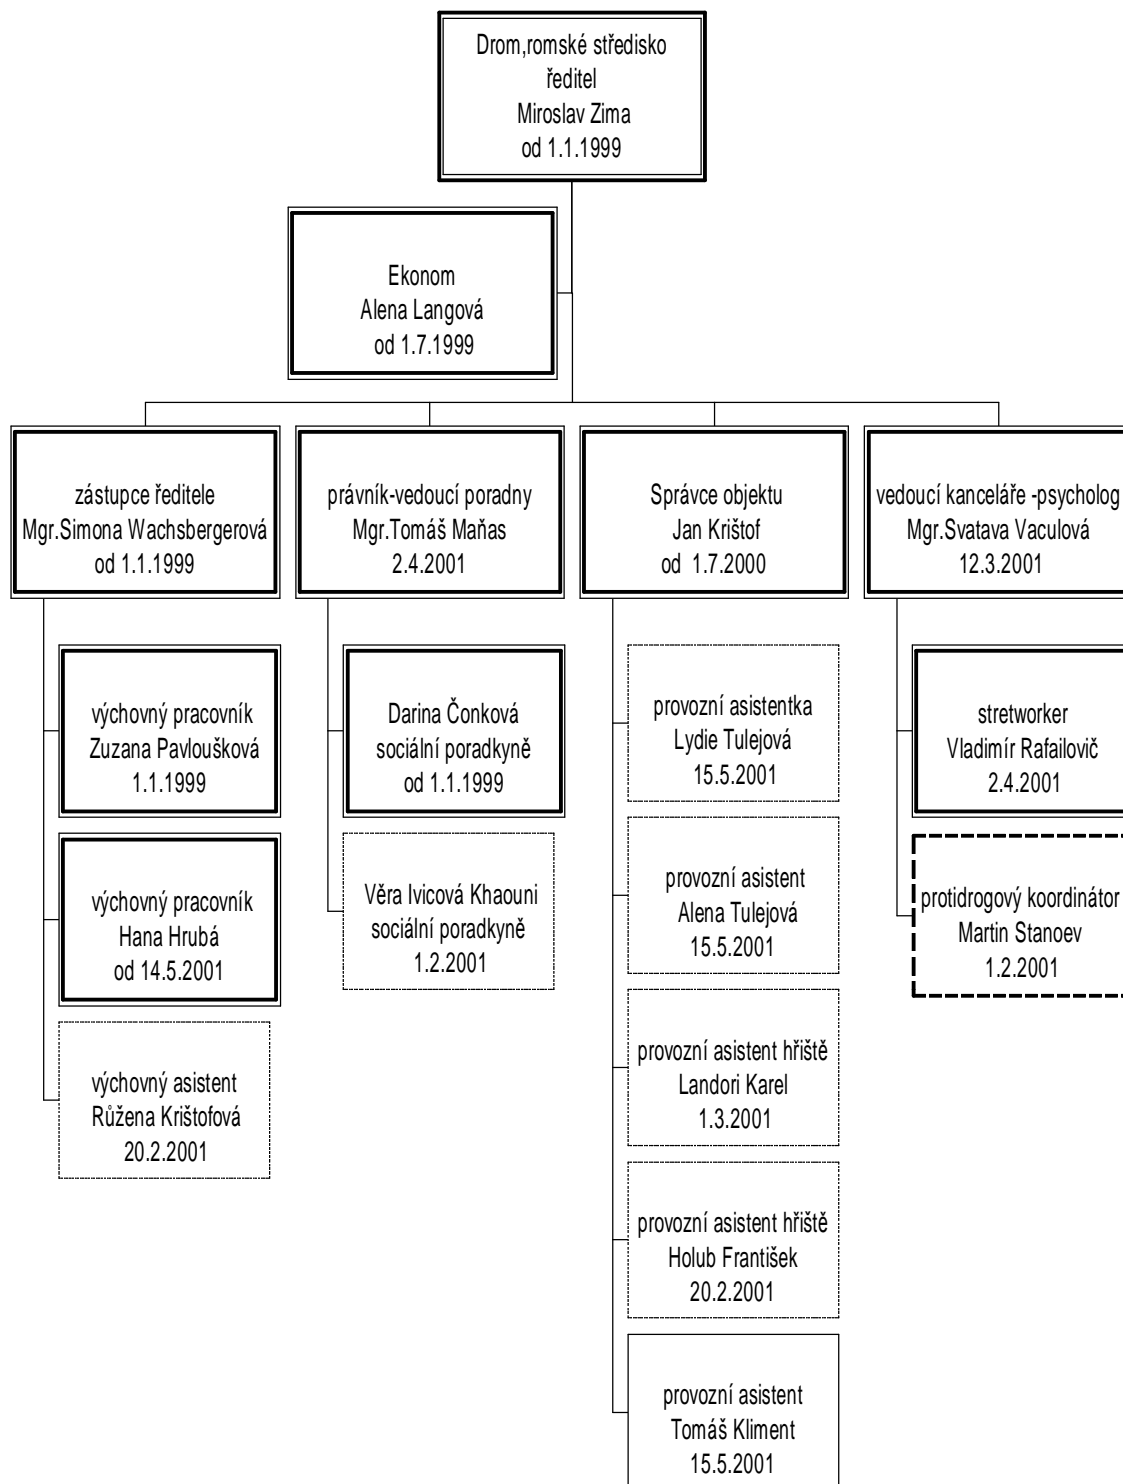 Drom,romské středisko
ředitel
Miroslav Zima
od 1.1.1999
Ekonom
Alena Langová
od 1.7.1999
zástupce ředitele
Mgr.Simona Wachsbergerová
od 1.1.1999
právník-vedoucí poradny
Mgr.Tomáš Maňas
2.4.2001
Správce objektu
Jan Krištof
od 1.7.2000
vedoucí kanceláře -psycholog
Mgr.Svatava Vaculová
12.3.2001
výchovný pracovník
Zuzana Pavloušková
1.1.1999
výchovný pracovník
Hana Hrubá
od 14.5.2001
výchovný asistent
Růžena Krištofová
20.2.2001
Darina Čonková
sociální poradkyně
od 1.1.1999
Věra Ivicová Khaouni
sociální poradkyně
1.2.2001
provozní asistentka
Lydie Tulejová
15.5.2001
provozní asistent
Alena Tulejová
15.5.2001
provozní asistent hřiště
Landori Karel
1.3.2001
provozní asistent hřiště
Holub František
20.2.2001
provozní asistent
Tomáš Kliment
15.5.2001
stretworker
Vladimír Rafailovič
2.4.2001
protidrogový koordinátor
Martin Stanoev
1.2.2001